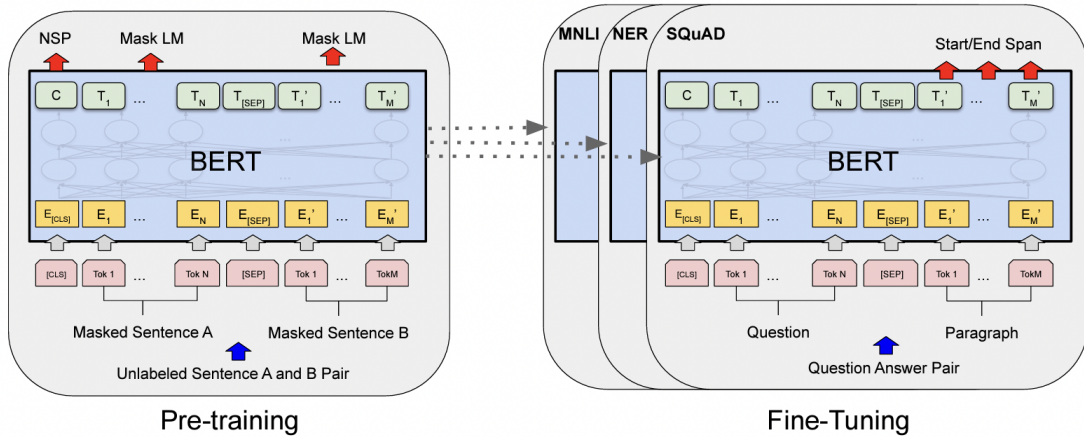 NSP Mask LM Mask LM
C T1 ... TN T[SEP] T1' ... TM'
...
BERT
...
E[CLS] E1 ... EN E[SEP] E1' ... EM'
[CLS] Tok 1 ... Tok N [SEP] Tok 1 ... TokM
Masked Sentence A Masked Sentence B
Unlabeled Sentence A and B Pair
Pre-training
MNLI NER SQuAD
Start/End Span
C T1 ... TN T[SEP] T1' ... TM'
...
BERT
...
E[CLS] E1 ... EN E[SEP] E1' ... EM'
[CLS] Tok 1 ... Tok N [SEP] Tok 1 ... TokM
Question Paragraph
Question Answer Pair
Fine-Tuning